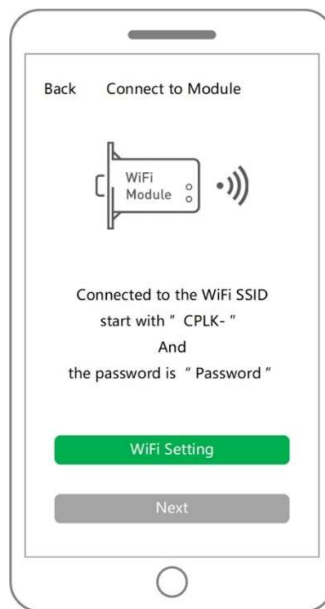 Back Connect to Module
WiFi
Module
Connected to the WiFi SSID
start with " CPLK- "
And
the password is “ Password ”
WiFi Setting
Next